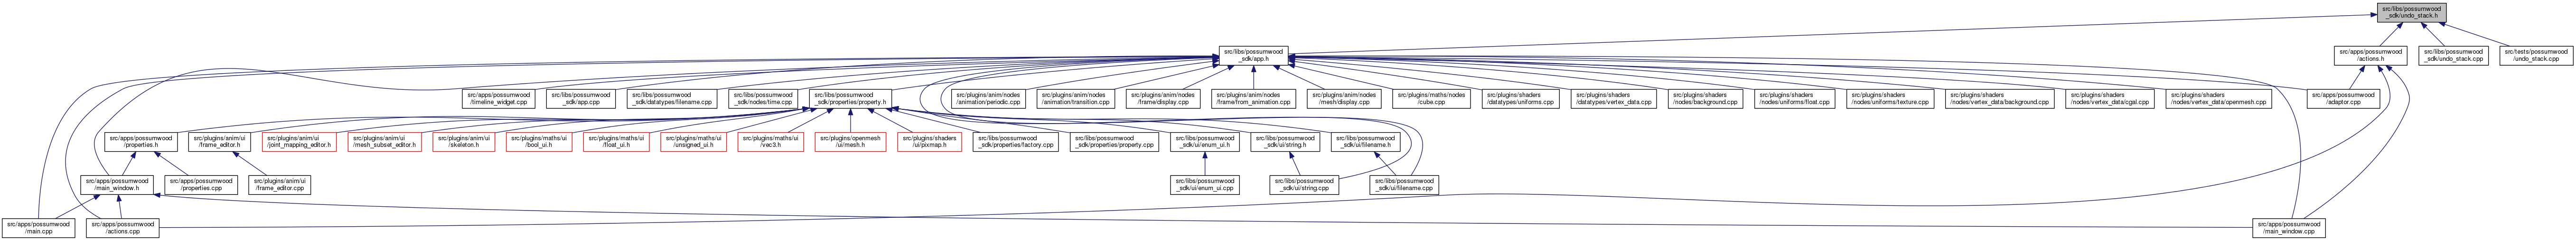 src/libs/possumwood
_sdk/undo_stack.h
src/libs/possumwood
_sdk/app.h
src/apps/possumwood
/actions.h
src/libs/possumwood
_sdk/undo_stack.cpp
src/tests/possumwood
/undo_stack.cpp
src/apps/possumwood
/timeline_widget.cpp
src/libs/possumwood
_sdk/app.cpp
src/libs/possumwood
_sdk/datatypes/filename.cpp
src/libs/possumwood
_sdk/nodes/time.cpp
src/libs/possumwood
_sdk/properties/property.h
src/plugins/anim/nodes
/animation/periodic.cpp
src/plugins/anim/nodes
/animation/transition.cpp
src/plugins/anim/nodes
/frame/display.cpp
src/plugins/anim/nodes
/frame/from_animation.cpp
src/plugins/anim/nodes
/mesh/display.cpp
src/plugins/maths/nodes
/cube.cpp
src/plugins/shaders
/datatypes/uniforms.cpp
src/plugins/shaders
/datatypes/vertex_data.cpp
src/plugins/shaders
/nodes/background.cpp
src/plugins/shaders
/nodes/uniforms/float.cpp
src/plugins/shaders
/nodes/uniforms/texture.cpp
src/plugins/shaders
/nodes/vertex_data/background.cpp
src/plugins/shaders
/nodes/vertex_data/cgal.cpp
src/plugins/shaders
/nodes/vertex_data/openmesh.cpp
src/apps/possumwood
/adaptor.cpp
src/apps/possumwood
/properties.h
src/plugins/anim/ui
/frame_editor.h
src/plugins/anim/ui
/joint_mapping_editor.h
src/plugins/anim/ui
/mesh_subset_editor.h
src/plugins/anim/ui
/skeleton.h
src/plugins/maths/ui
/bool_ui.h
src/plugins/maths/ui
/float_ui.h
src/plugins/maths/ui
/unsigned_ui.h
src/plugins/maths/ui
/vec3.h
src/plugins/openmesh
/ui/mesh.h
src/plugins/shaders
/ui/pixmap.h
src/libs/possumwood
_sdk/properties/factory.cpp
src/libs/possumwood
_sdk/properties/property.cpp
src/libs/possumwood
_sdk/ui/enum_ui.h
src/libs/possumwood
_sdk/ui/string.h
src/libs/possumwood
_sdk/ui/filename.h
src/apps/possumwood
/main_window.h
src/apps/possumwood
/properties.cpp
src/plugins/anim/ui
/frame_editor.cpp
src/libs/possumwood
_sdk/ui/enum_ui.cpp
src/libs/possumwood
_sdk/ui/string.cpp
src/libs/possumwood
_sdk/ui/filename.cpp
src/apps/possumwood
/main.cpp
src/apps/possumwood
/actions.cpp
src/apps/possumwood
/main_window.cpp